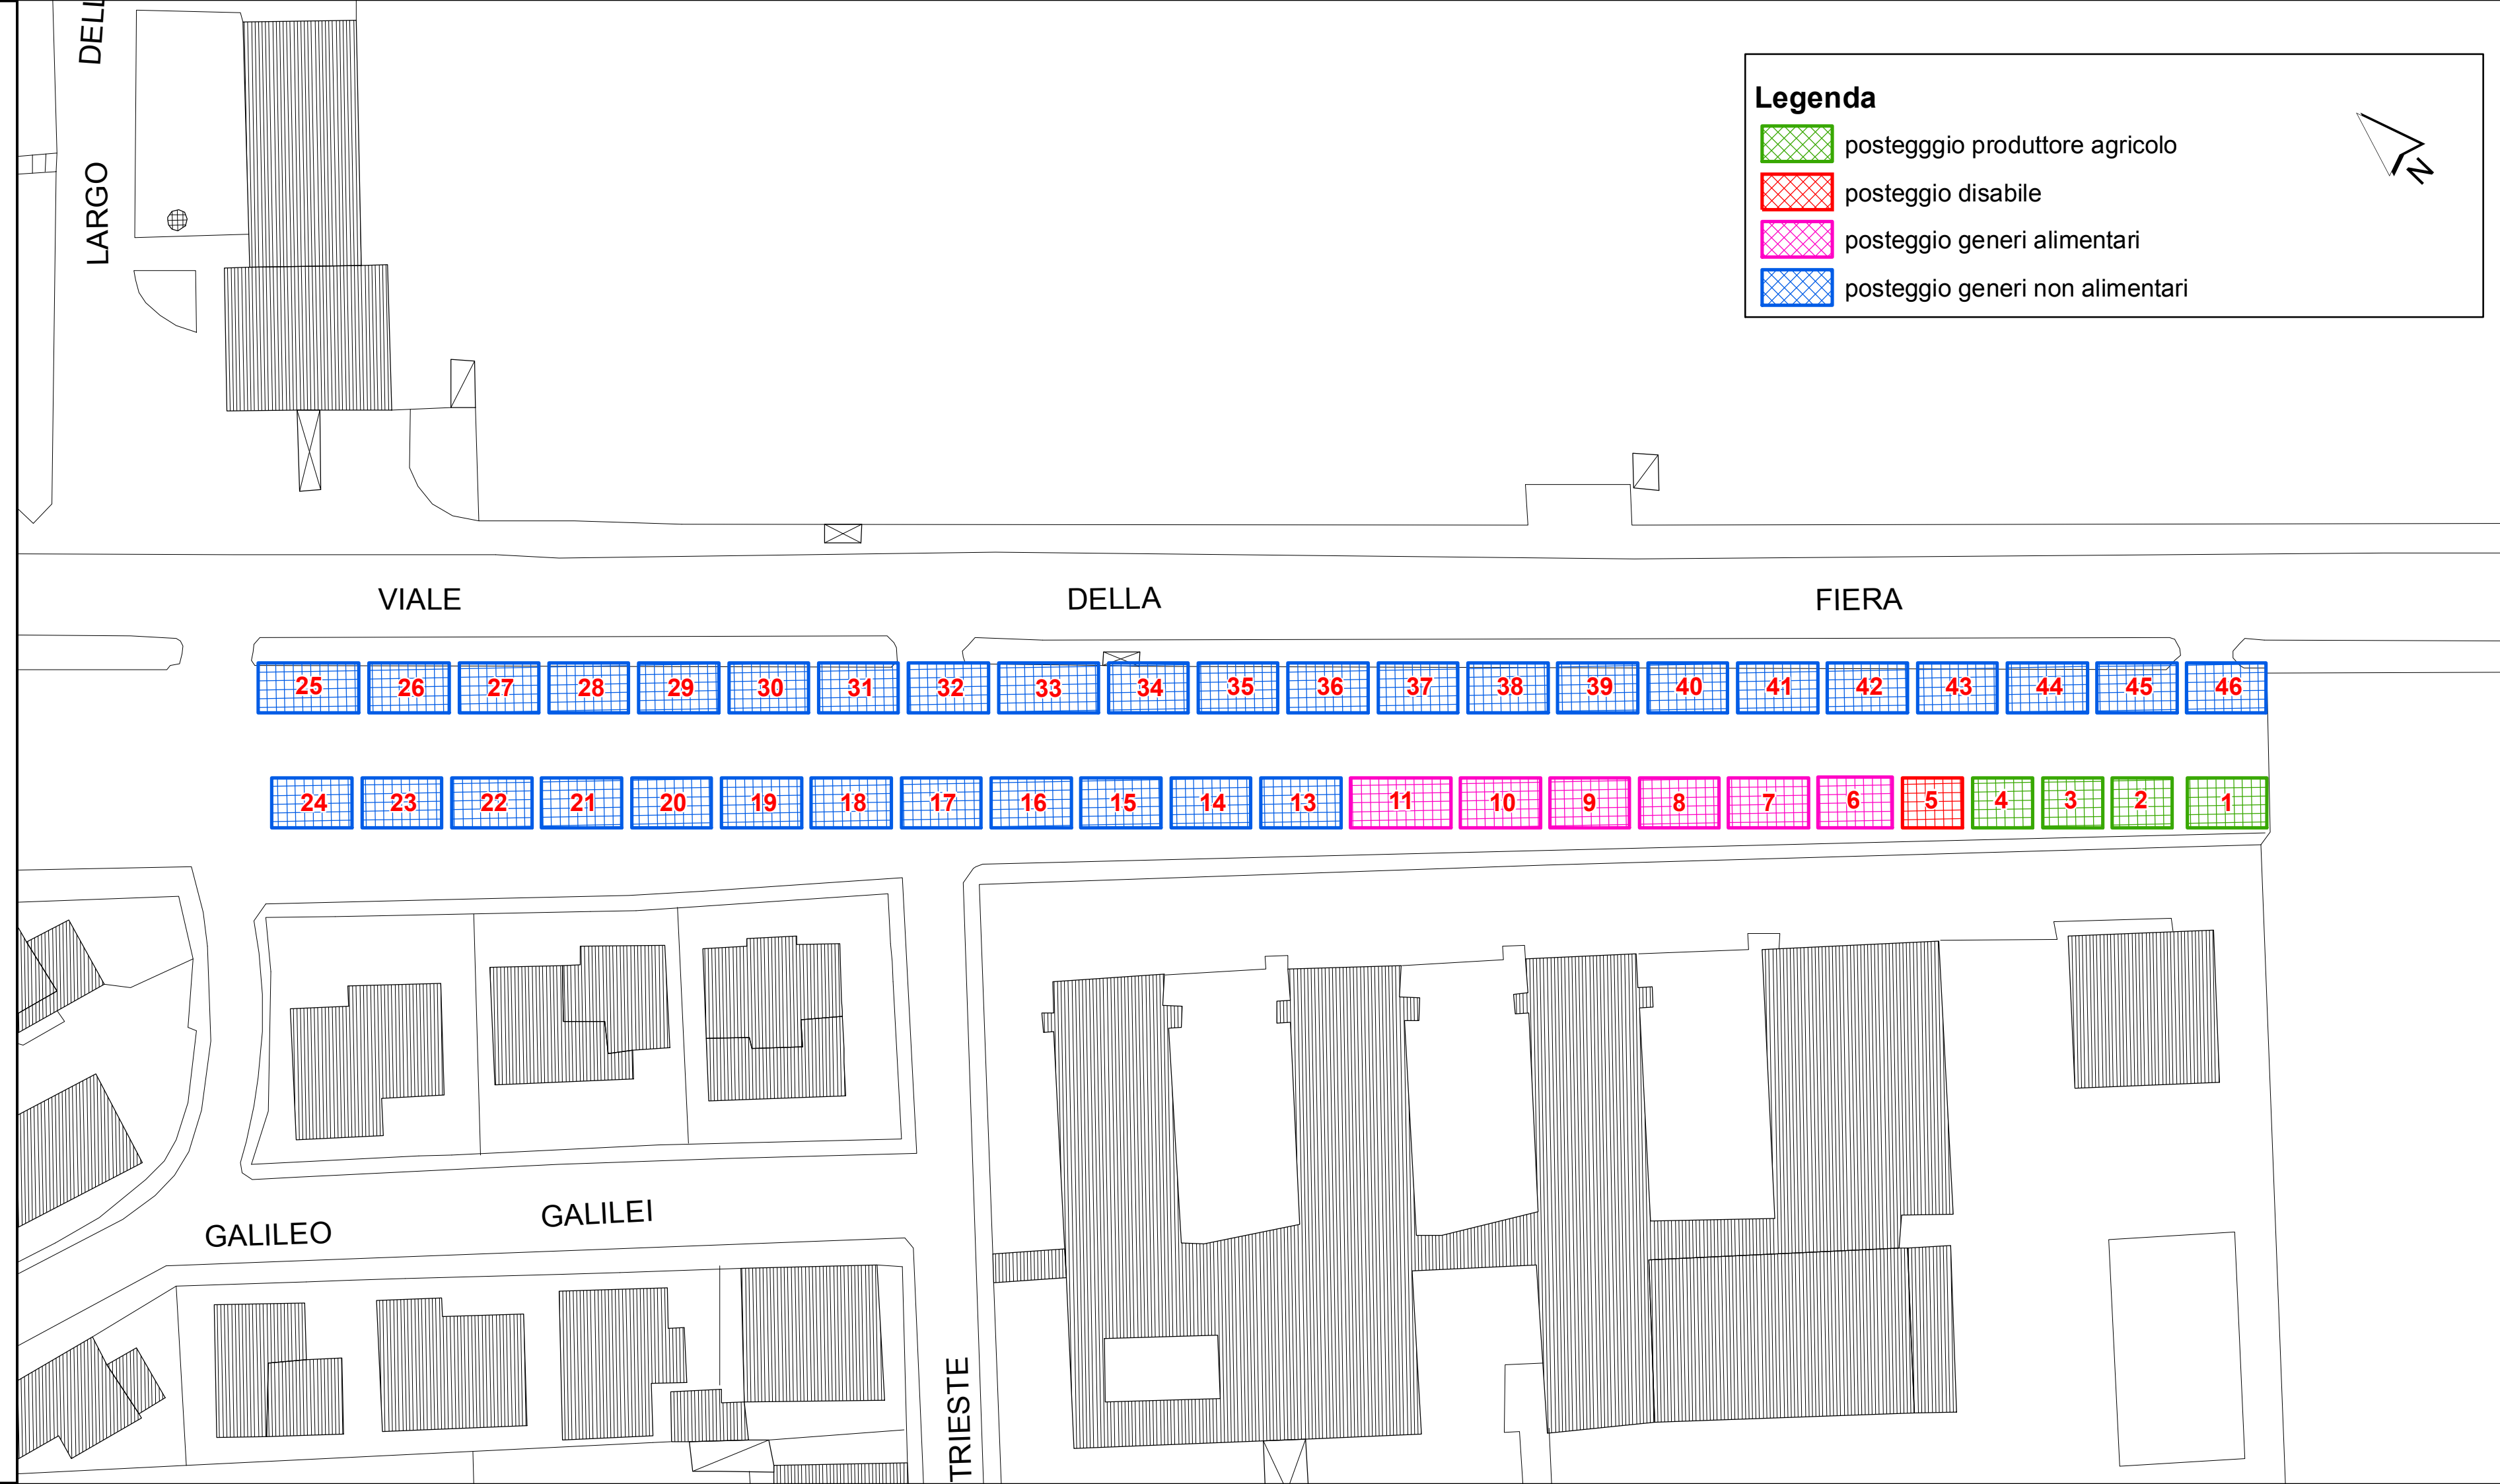 DELL
LARGO
Legenda
postegggio produttore agricolo
posteggio disabile
posteggio generi alimentari
posteggio generi non alimentari
N
VIALE DELLA FIERA
25 26 27 28 29 30 31 32 33 34 35 36 37 38 39 40 41 42 43 44 45 46
24 23 22 21 20 19 18 17 16 15 14 13 11 10 9 8 7 6 5 4 3 2 1
GALILEO GALILEI
TRIESTE